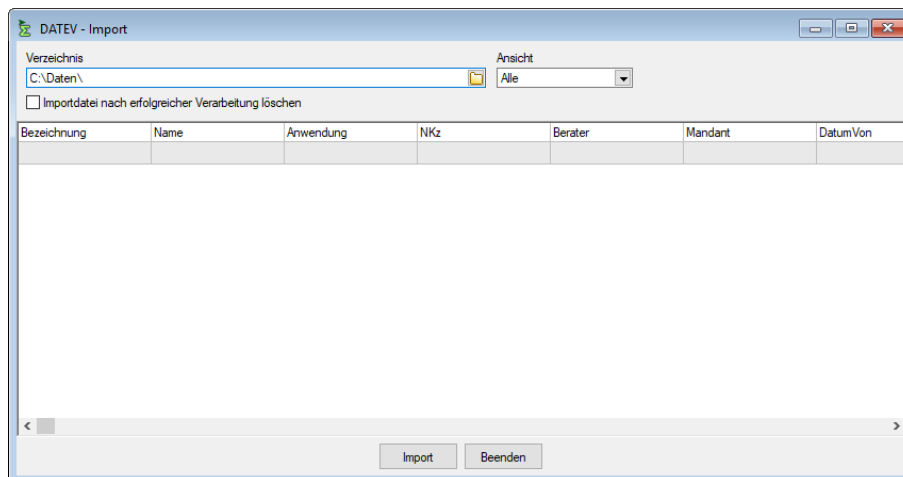 DATEV - Import
Verzeichnis Ansicht
C:\Daten\ Alle
Importdatei nach erfolgreicher Verarbeitung löschen
Bezeichnung Name Anwendung NKz Berater Mandant DatumVon
Import Beenden